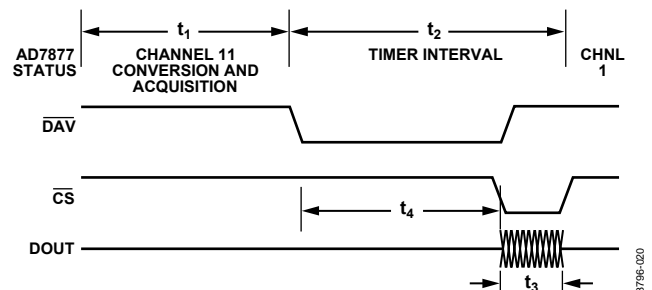 t1 t2
AD7877 STATUS
CHANNEL 11 CONVERSION AND ACQUISITION
TIMER INTERVAL
CHNL 1
DAV
CS
t4
DOUT
t3
3796-020